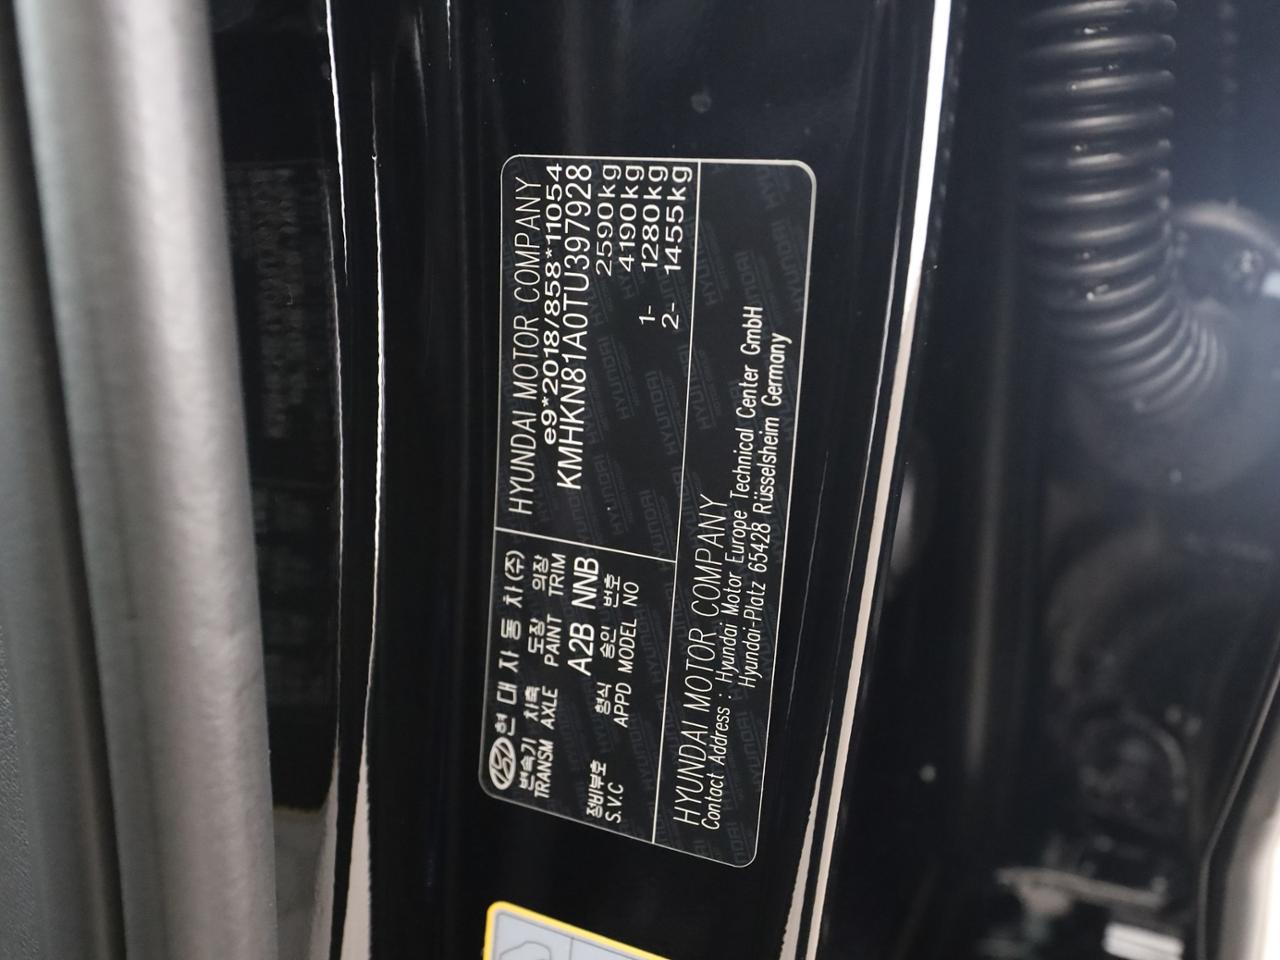 현 대 자 동 차 (주)
변속기 차축 도장 의장
TRANSM AXLE PAINT TRIM
A2B NNB
정비부호 형식 승인 번호
S.V.C APPD MODEL NO
HYUNDAI MOTOR COMPANY
e9*2018/858*11054
KMHKN81A0TU397928
2590kg
4190kg
1- 1280kg
2- 1455kg
HYUNDAI MOTOR COMPANY
Contact Address : Hyundai Motor Europe Technical Center GmbH
Hyundai-Platz 65428 Rüsselsheim Germany